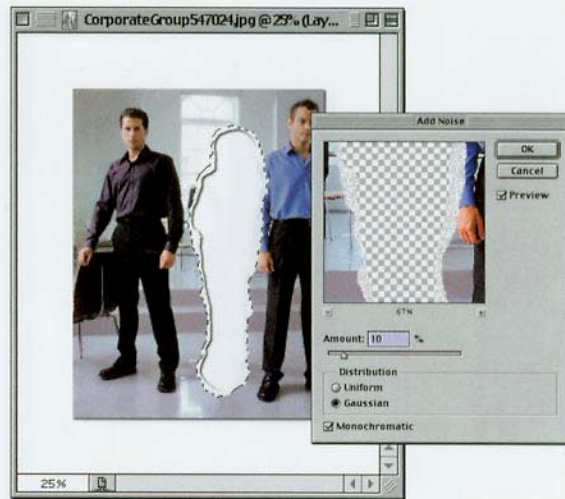 CorporateGroup547024.jpg @ 25% (Lay...
Add Noise
OK
Cancel
Preview
67%
Amount: 10 %
Distribution
Uniform
Gaussian
Monochromatic
25%